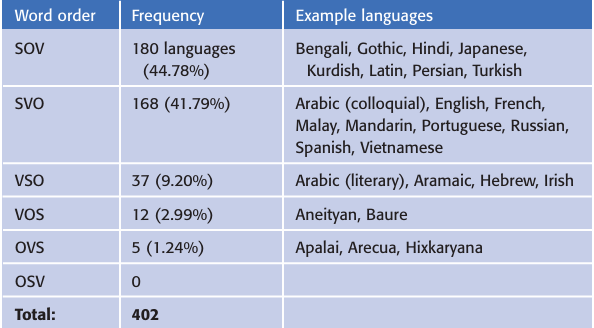 Word order Frequency Example languages
SOV 180 languages Bengali, Gothic, Hindi, Japanese,
(44.78%) Kurdish, Latin, Persian, Turkish
SVO 168 (41.79%) Arabic (colloquial), English, French,
Malay, Mandarin, Portuguese, Russian,
Spanish, Vietnamese
VSO 37 (9.20%) Arabic (literary), Aramaic, Hebrew, Irish
VOS 12 (2.99%) Aneityan, Baure
OVS 5 (1.24%) Apalai, Arecua, Hixkaryana
OSV 0
Total: 402